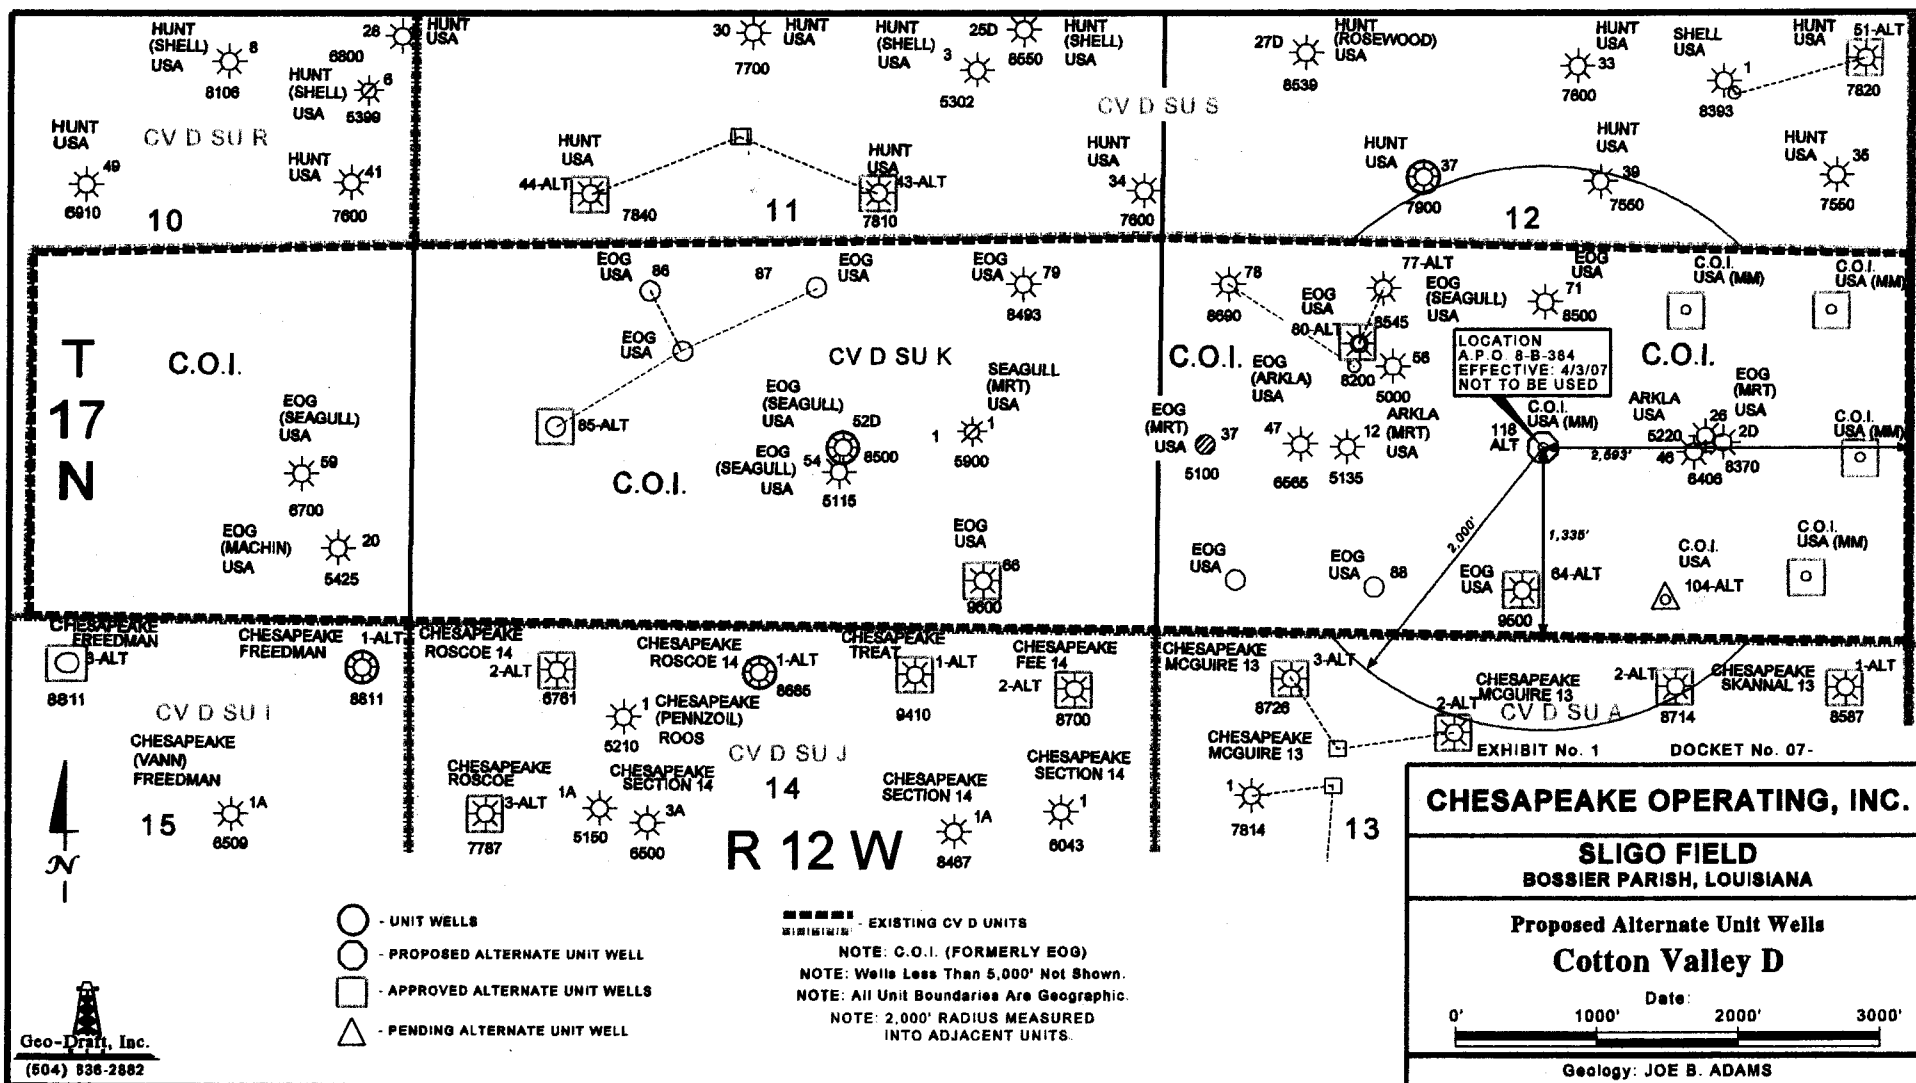 HUNT
(SHELL)
USA
8
8106
28
6800
HUNT
USA
HUNT
(SHELL)
USA
6
5399
CV D SU R
HUNT
USA
49
6910
HUNT
USA
41
7600
10
30
HUNT
USA
7700
HUNT
(SHELL)
USA
3
5302
25D
8550
HUNT
(SHELL)
USA
CV D SU S
HUNT
USA
44-ALT
7840
HUNT
USA
43-ALT
7810
11
HUNT
USA
34
7600
27D
HUNT
(ROSEWOOD)
USA
8539
HUNT
USA
33
7600
SHELL
USA
1
8393
HUNT
USA
51-ALT
7820
HUNT
USA
37
7900
HUNT
USA
39
7550
HUNT
USA
35
7550
12
T
17
N
C.O.I.
EOG
(SEAGULL)
USA
59
6700
EOG
(MACHIN)
USA
20
5425
EOG
USA
86
87
EOG
USA
EOG
USA
85-ALT
EOG
USA
79
8493
CV D SU K
EOG
(SEAGULL)
USA
52D
8500
EOG
(SEAGULL)
USA
54
5115
SEAGULL
(MRT)
USA
1
1
5900
C.O.I.
EOG
USA
66
9600
78
8690
77-ALT
EOG
(SEAGULL)
USA
8545
EOG
USA
80-ALT
8200
EOG
USA
71
8500
C.O.I.
USA (MM)
C.O.I.
USA (MM)
C.O.I.
EOG
(ARKLA)
USA
56
5000
LOCATION
A.P.O. 8-B-384
EFFECTIVE: 4/3/07
NOT TO BE USED
C.O.I.
EOG
(MRT)
USA
37
5100
47
6565
12
ARKLA
(MRT)
USA
5135
118
ALT
C.O.I.
USA (MM)
ARKLA
USA
5220
26
EOG
(MRT)
USA
2D
8370
46
6406
C.O.I.
USA (MM)
2,593'
2,000'
1,335'
EOG
USA
EOG
USA
88
EOG
USA
64-ALT
9500
C.O.I.
USA
104-ALT
C.O.I.
USA (MM)
CHESAPEAKE
FREEDMAN
3-ALT
8811
CHESAPEAKE
FREEDMAN
1-ALT
8811
CV D SU I
CHESAPEAKE
(VANN)
FREEDMAN
1A
6509
15
CHESAPEAKE
ROSCOE 14
2-ALT
6761
CHESAPEAKE
ROSCOE 14
1-ALT
8685
CHESAPEAKE
TREAT
1-ALT
9410
CHESAPEAKE
FEE 14
2-ALT
8700
1
CHESAPEAKE
(PENNZOIL)
ROOS
5210
CV D SU J
14
CHESAPEAKE
ROSCOE
3-ALT
7787
1A
5150
CHESAPEAKE
SECTION 14
3A
6500
CHESAPEAKE
SECTION 14
1A
8467
CHESAPEAKE
SECTION 14
1
6043
R 12 W
CHESAPEAKE
MCGUIRE 13
3-ALT
8726
CHESAPEAKE
MCGUIRE 13
2-ALT
CHESAPEAKE
MCGUIRE 13
1
7814
13
CV D SU A
2-ALT
8714
CHESAPEAKE
SKANNAL 13
1-ALT
8587
EXHIBIT No. 1 DOCKET No. 07-
CHESAPEAKE OPERATING, INC.
SLIGO FIELD
BOSSIER PARISH, LOUISIANA
Proposed Alternate Unit Wells
Cotton Valley D
Date:
0' 1000' 2000' 3000'
Geology: JOE B. ADAMS
N
Geo-Draft, Inc.
(504) 836-2882
- UNIT WELLS
- PROPOSED ALTERNATE UNIT WELL
- APPROVED ALTERNATE UNIT WELLS
- PENDING ALTERNATE UNIT WELL
- EXISTING CV D UNITS
NOTE: C.O.I. (FORMERLY EOG)
NOTE: Wells Less Than 5,000' Not Shown.
NOTE: All Unit Boundaries Are Geographic.
NOTE: 2,000' RADIUS MEASURED
INTO ADJACENT UNITS.